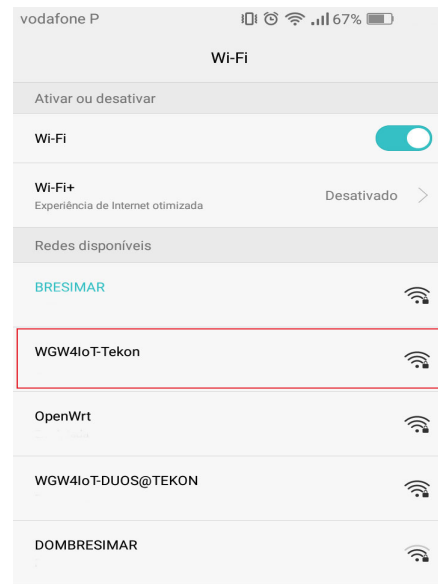 vodafone P 67%
Wi-Fi
Ativar ou desativar
Wi-Fi
Wi-Fi+
Experiência de Internet otimizada
Desativado
Redes disponíveis
BRESIMAR
WGW4IoT-Tekon
OpenWrt
WGW4IoT-DUOS@TEKON
DOMBRESIMAR